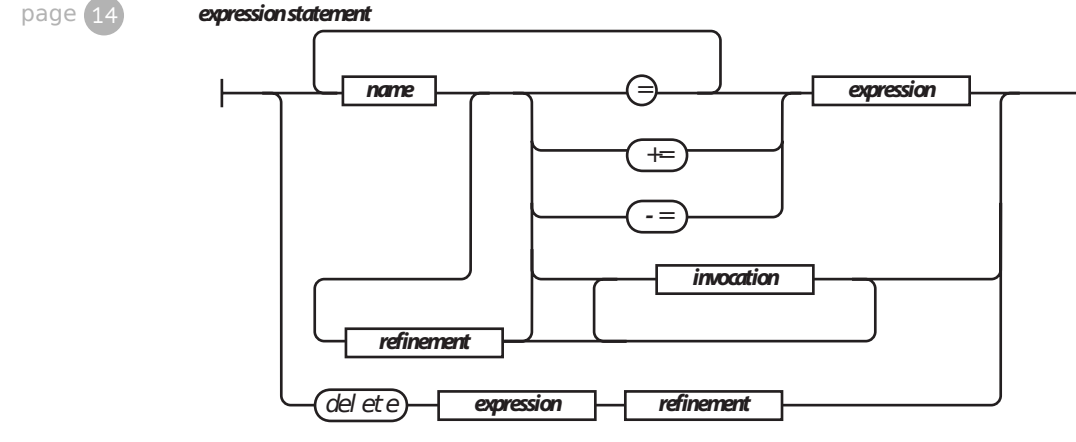 page 14
expression statement
name = expression
+=
-=
invocation
refinement
delete expression refinement